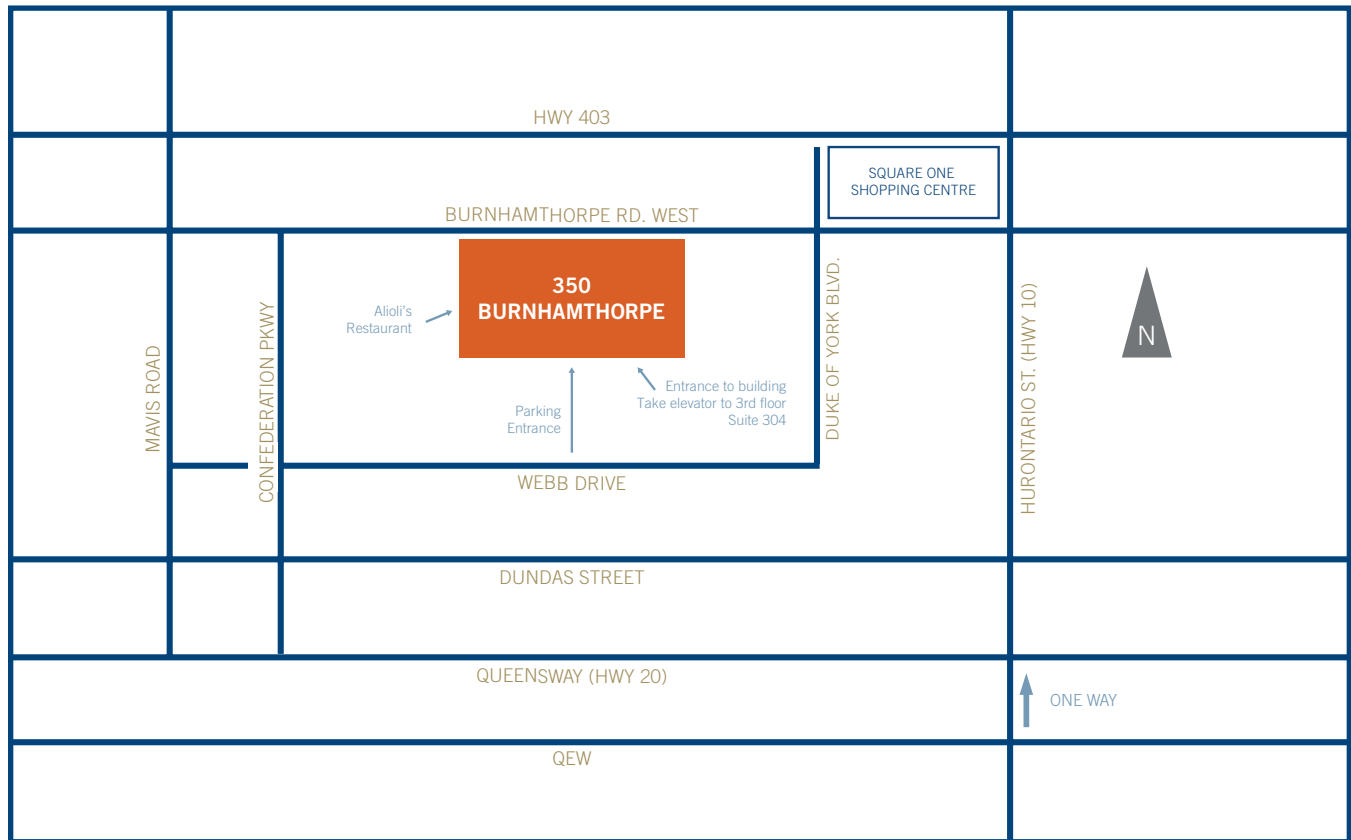 HWY 403
SQUARE ONE
SHOPPING CENTRE
BURNHAMTHORPE RD. WEST
350
BURNHAMTHORPE
Alioli's
Restaurant
MAVIS ROAD
CONFEDERATION PKWY
DUKE OF YORK BLVD.
HURONTARIO ST. (HWY 10)
N
Parking
Entrance
Entrance to building
Take elevator to 3rd floor
Suite 304
WEBB DRIVE
DUNDAS STREET
QUEENSWAY (HWY 20)
ONE WAY
QEW